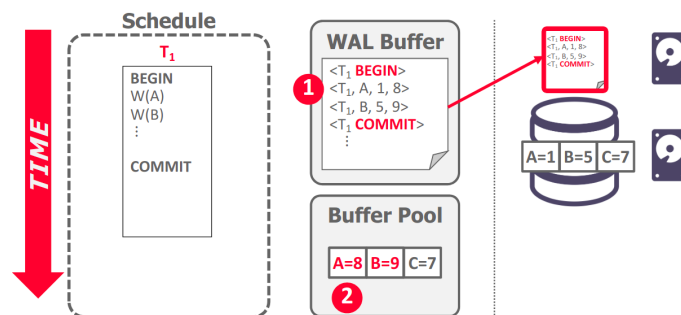 Schedule
TIME
T₁
BEGIN
W(A)
W(B)
⋮
COMMIT
WAL Buffer
1
<T₁ BEGIN>
<T₁, A, 1, 8>
<T₁, B, 5, 9>
<T₁ COMMIT>
⋮
Buffer Pool
A=8 B=9 C=7
2
<T₁ BEGIN>
<T₁, A, 1, 8>
<T₁, B, 5, 9>
<T₁ COMMIT>
A=1 B=5 C=7